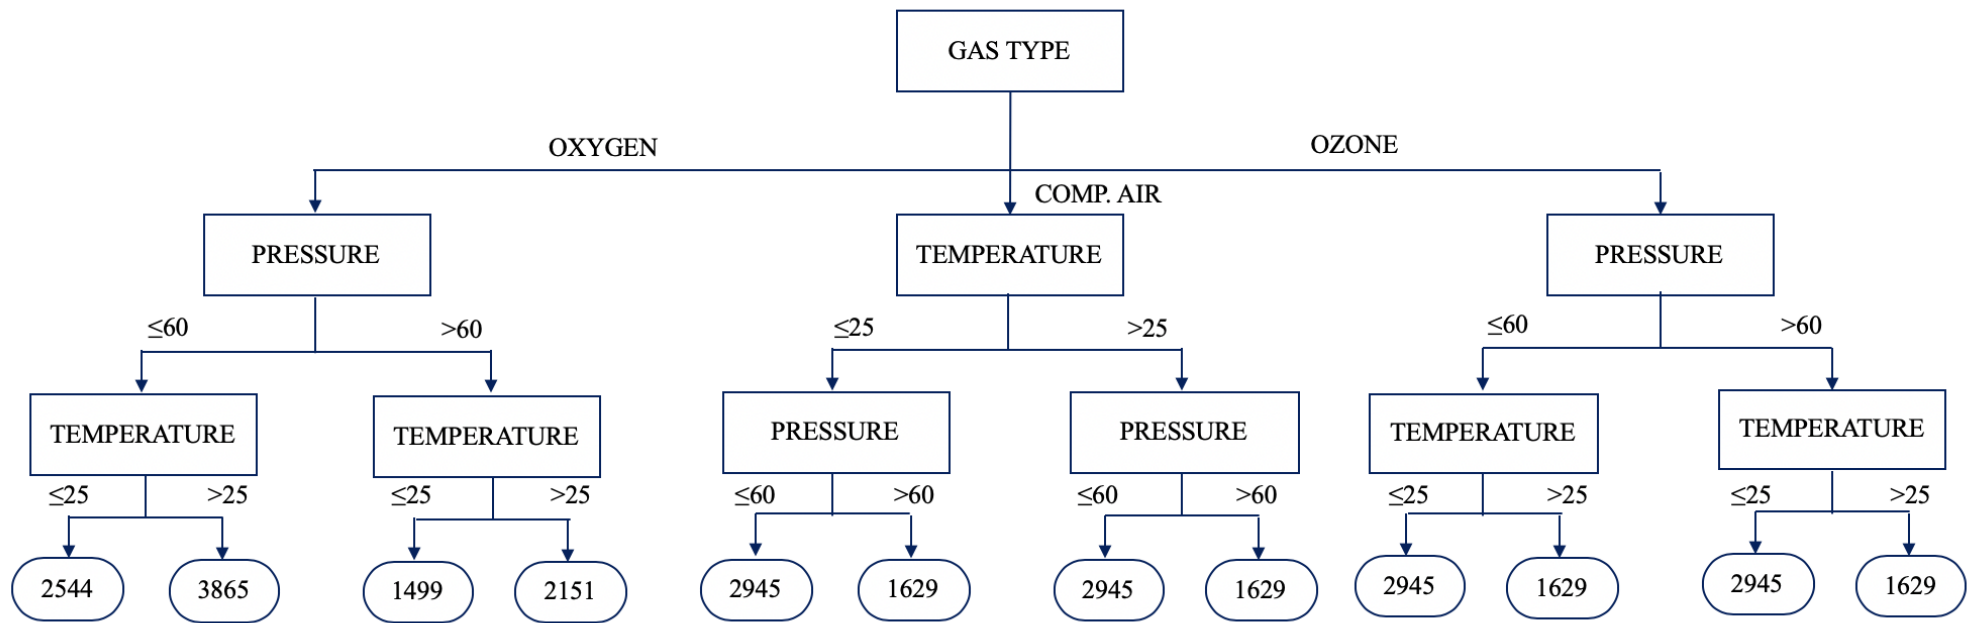 GAS TYPE
OXYGEN
OZONE
COMP. AIR
PRESSURE
TEMPERATURE
PRESSURE
≤60
>60
≤25
>25
≤60
>60
TEMPERATURE
TEMPERATURE
PRESSURE
PRESSURE
TEMPERATURE
TEMPERATURE
≤25
>25
≤25
>25
≤60
>60
≤60
>60
≤25
>25
≤25
>25
2544
3865
1499
2151
2945
1629
2945
1629
2945
1629
2945
1629